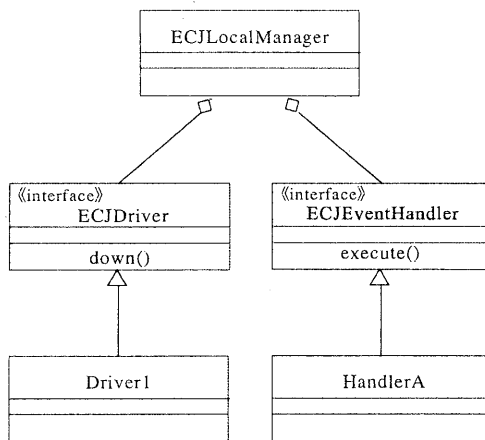 ECJLocalManager
《interface》
ECJDriver
down()
《interface》
ECJEventHandler
execute()
Driver1
HandlerA